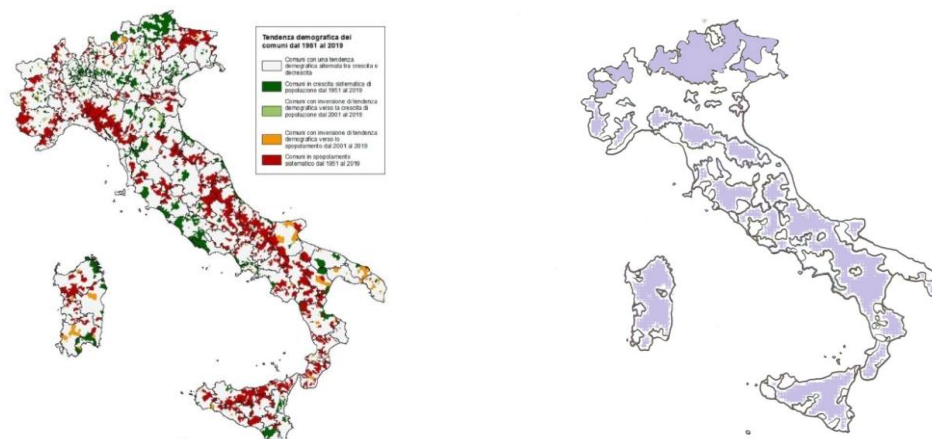 Tendenza demografica dei
comuni dal 1951 al 2019
Comuni con una tendenza
demografica alternata fra crescita e
decrescita
Comuni in crescita sistematica di
popolazione dal 1951 al 2019
Comuni con inversione di tendenza
demografica verso la crescita di
popolazione dal 2001 al 2019
Comuni con inversione di tendenza
demografica verso lo
spopolamento dal 2001 al 2019
Comuni in spopolamento
sistematico dal 1951 al 2019